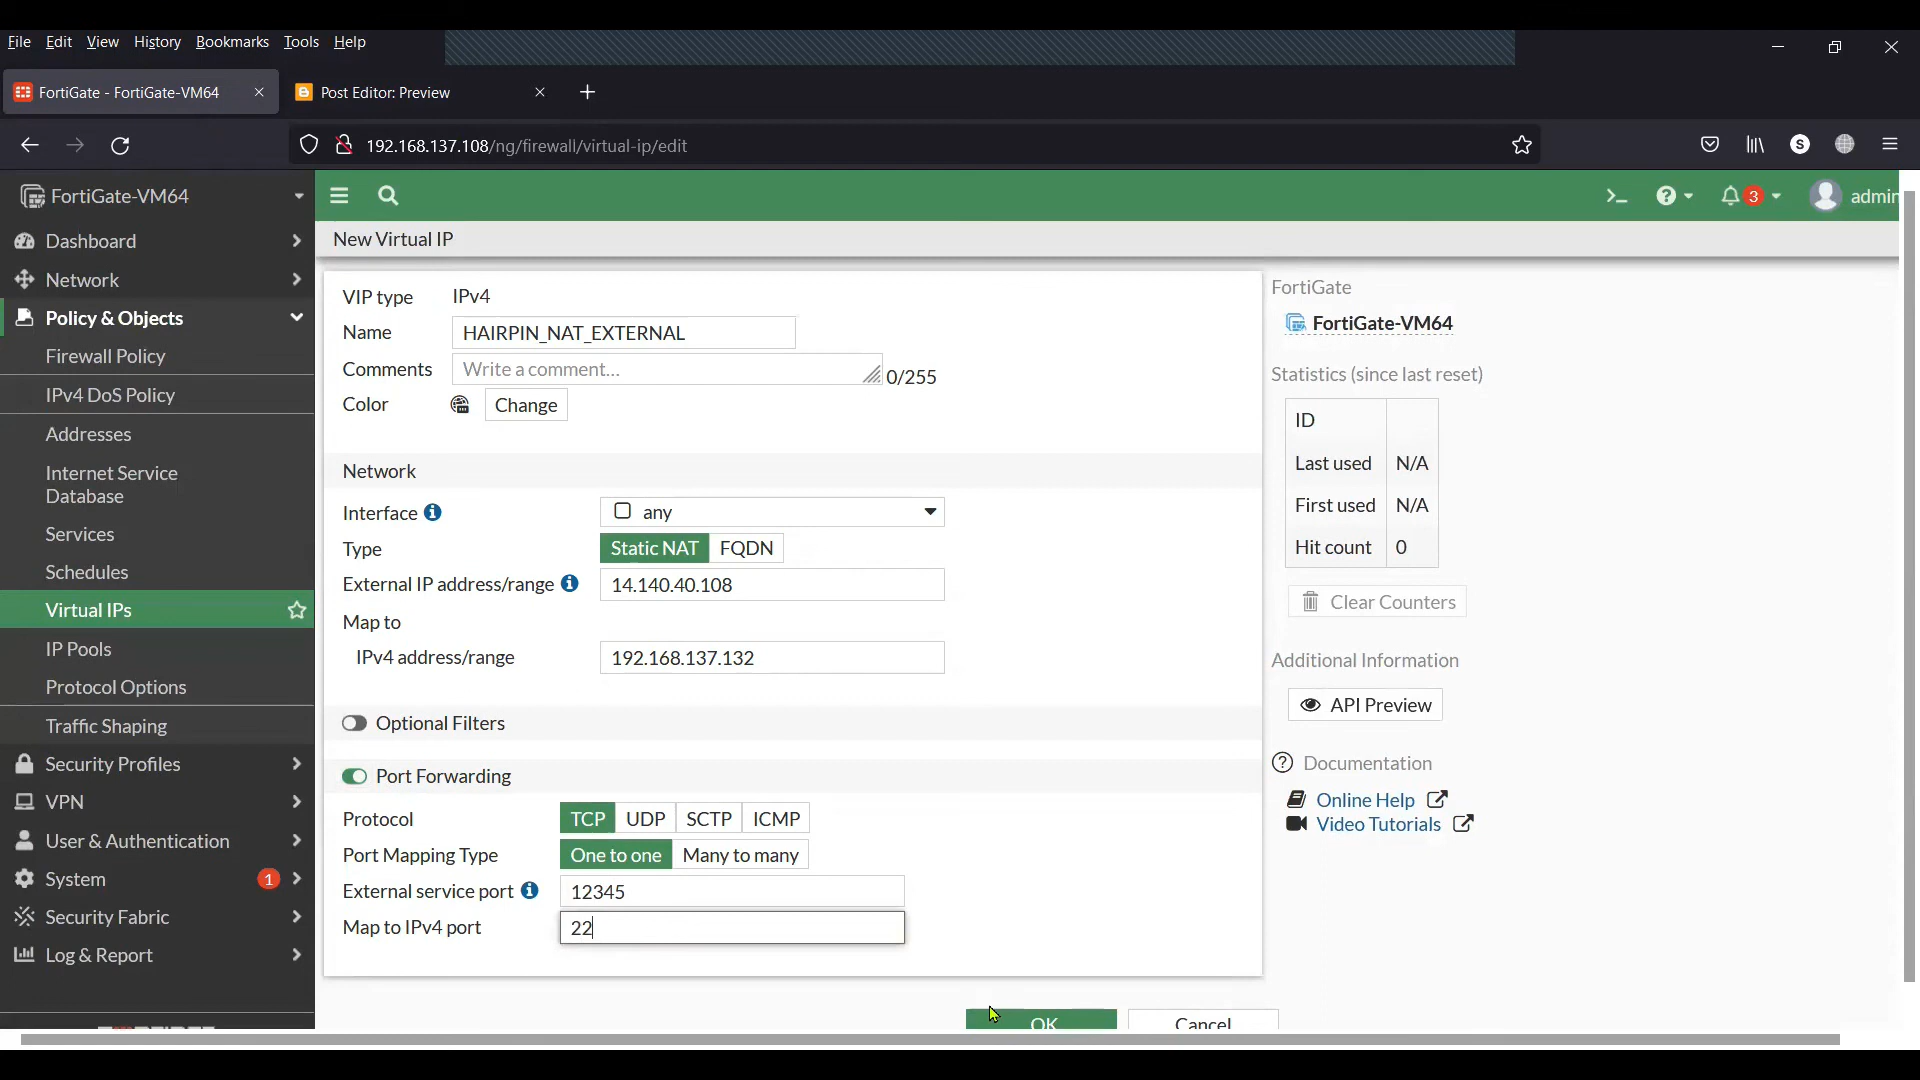 File Edit View History Bookmarks Tools Help
FortiGate - FortiGate-VM64
Post Editor: Preview
192.168.137.108/ng/firewall/virtual-ip/edit
S
FortiGate-VM64
3
admin
Dashboard
Network
Policy & Objects
Firewall Policy
IPv4 DoS Policy
Addresses
Internet Service
Database
Services
Schedules
Virtual IPs
IP Pools
Protocol Options
Traffic Shaping
Security Profiles
VPN
User & Authentication
System 1
Security Fabric
Log & Report
New Virtual IP
VIP type IPv4
Name HAIRPIN_NAT_EXTERNAL
Comments Write a comment... 0/255
Color Change
Network
Interface any
Type Static NAT FQDN
External IP address/range 14.140.40.108
Map to
IPv4 address/range 192.168.137.132
Optional Filters
Port Forwarding
Protocol TCP UDP SCTP ICMP
Port Mapping Type One to one Many to many
External service port 12345
Map to IPv4 port 22
OK Cancel
FortiGate
FortiGate-VM64
Statistics (since last reset)
ID
Last used N/A
First used N/A
Hit count 0
Clear Counters
Additional Information
API Preview
Documentation
Online Help
Video Tutorials